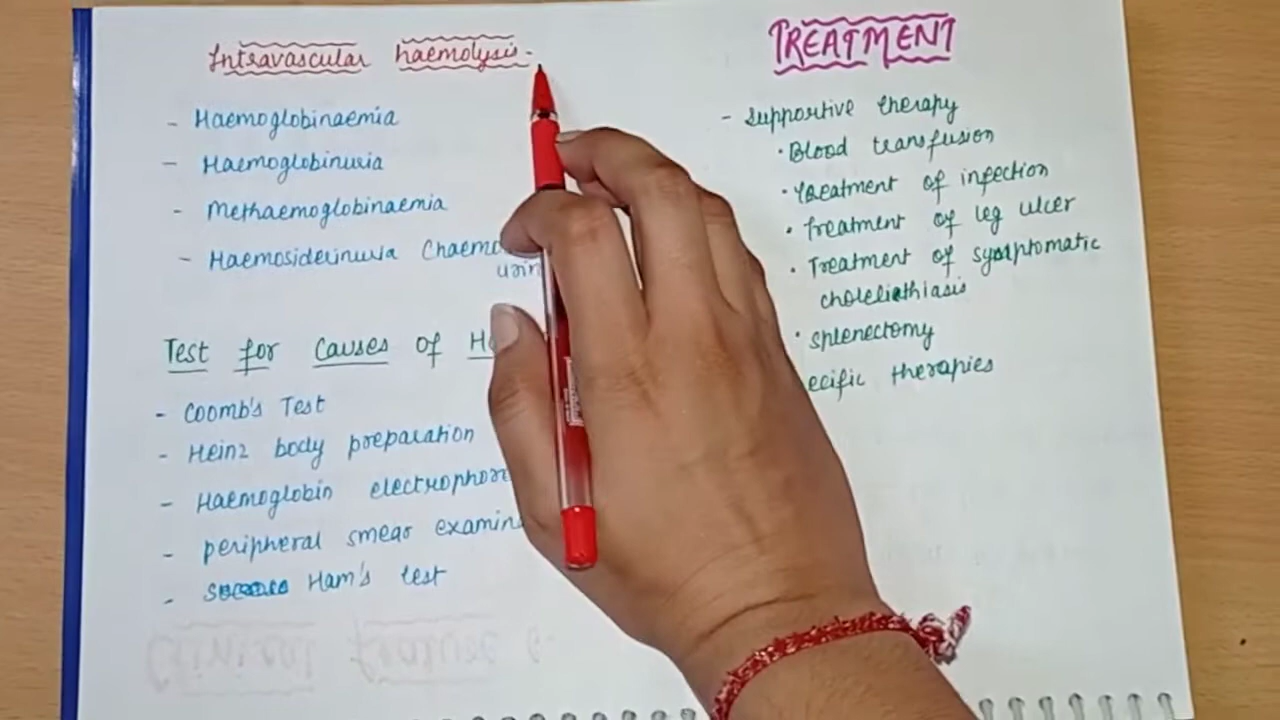 Intravascular haemolysis -
- Haemoglobinaemia
- Haemoglobinuria
- Methaemoglobinaemia
- Haemosiderinuria
Test for causes of
- Coomb's Test
- Heinz body preparation
- Haemoglobin
- peripheral smear
- Ham's test
TREATMENT
- supportive therapy
• Blood transfusion
• treatment of infection
• treatment of leg ulcer
• Treatment of symptomatic
choleliathiasis
• splenectomy
therapies